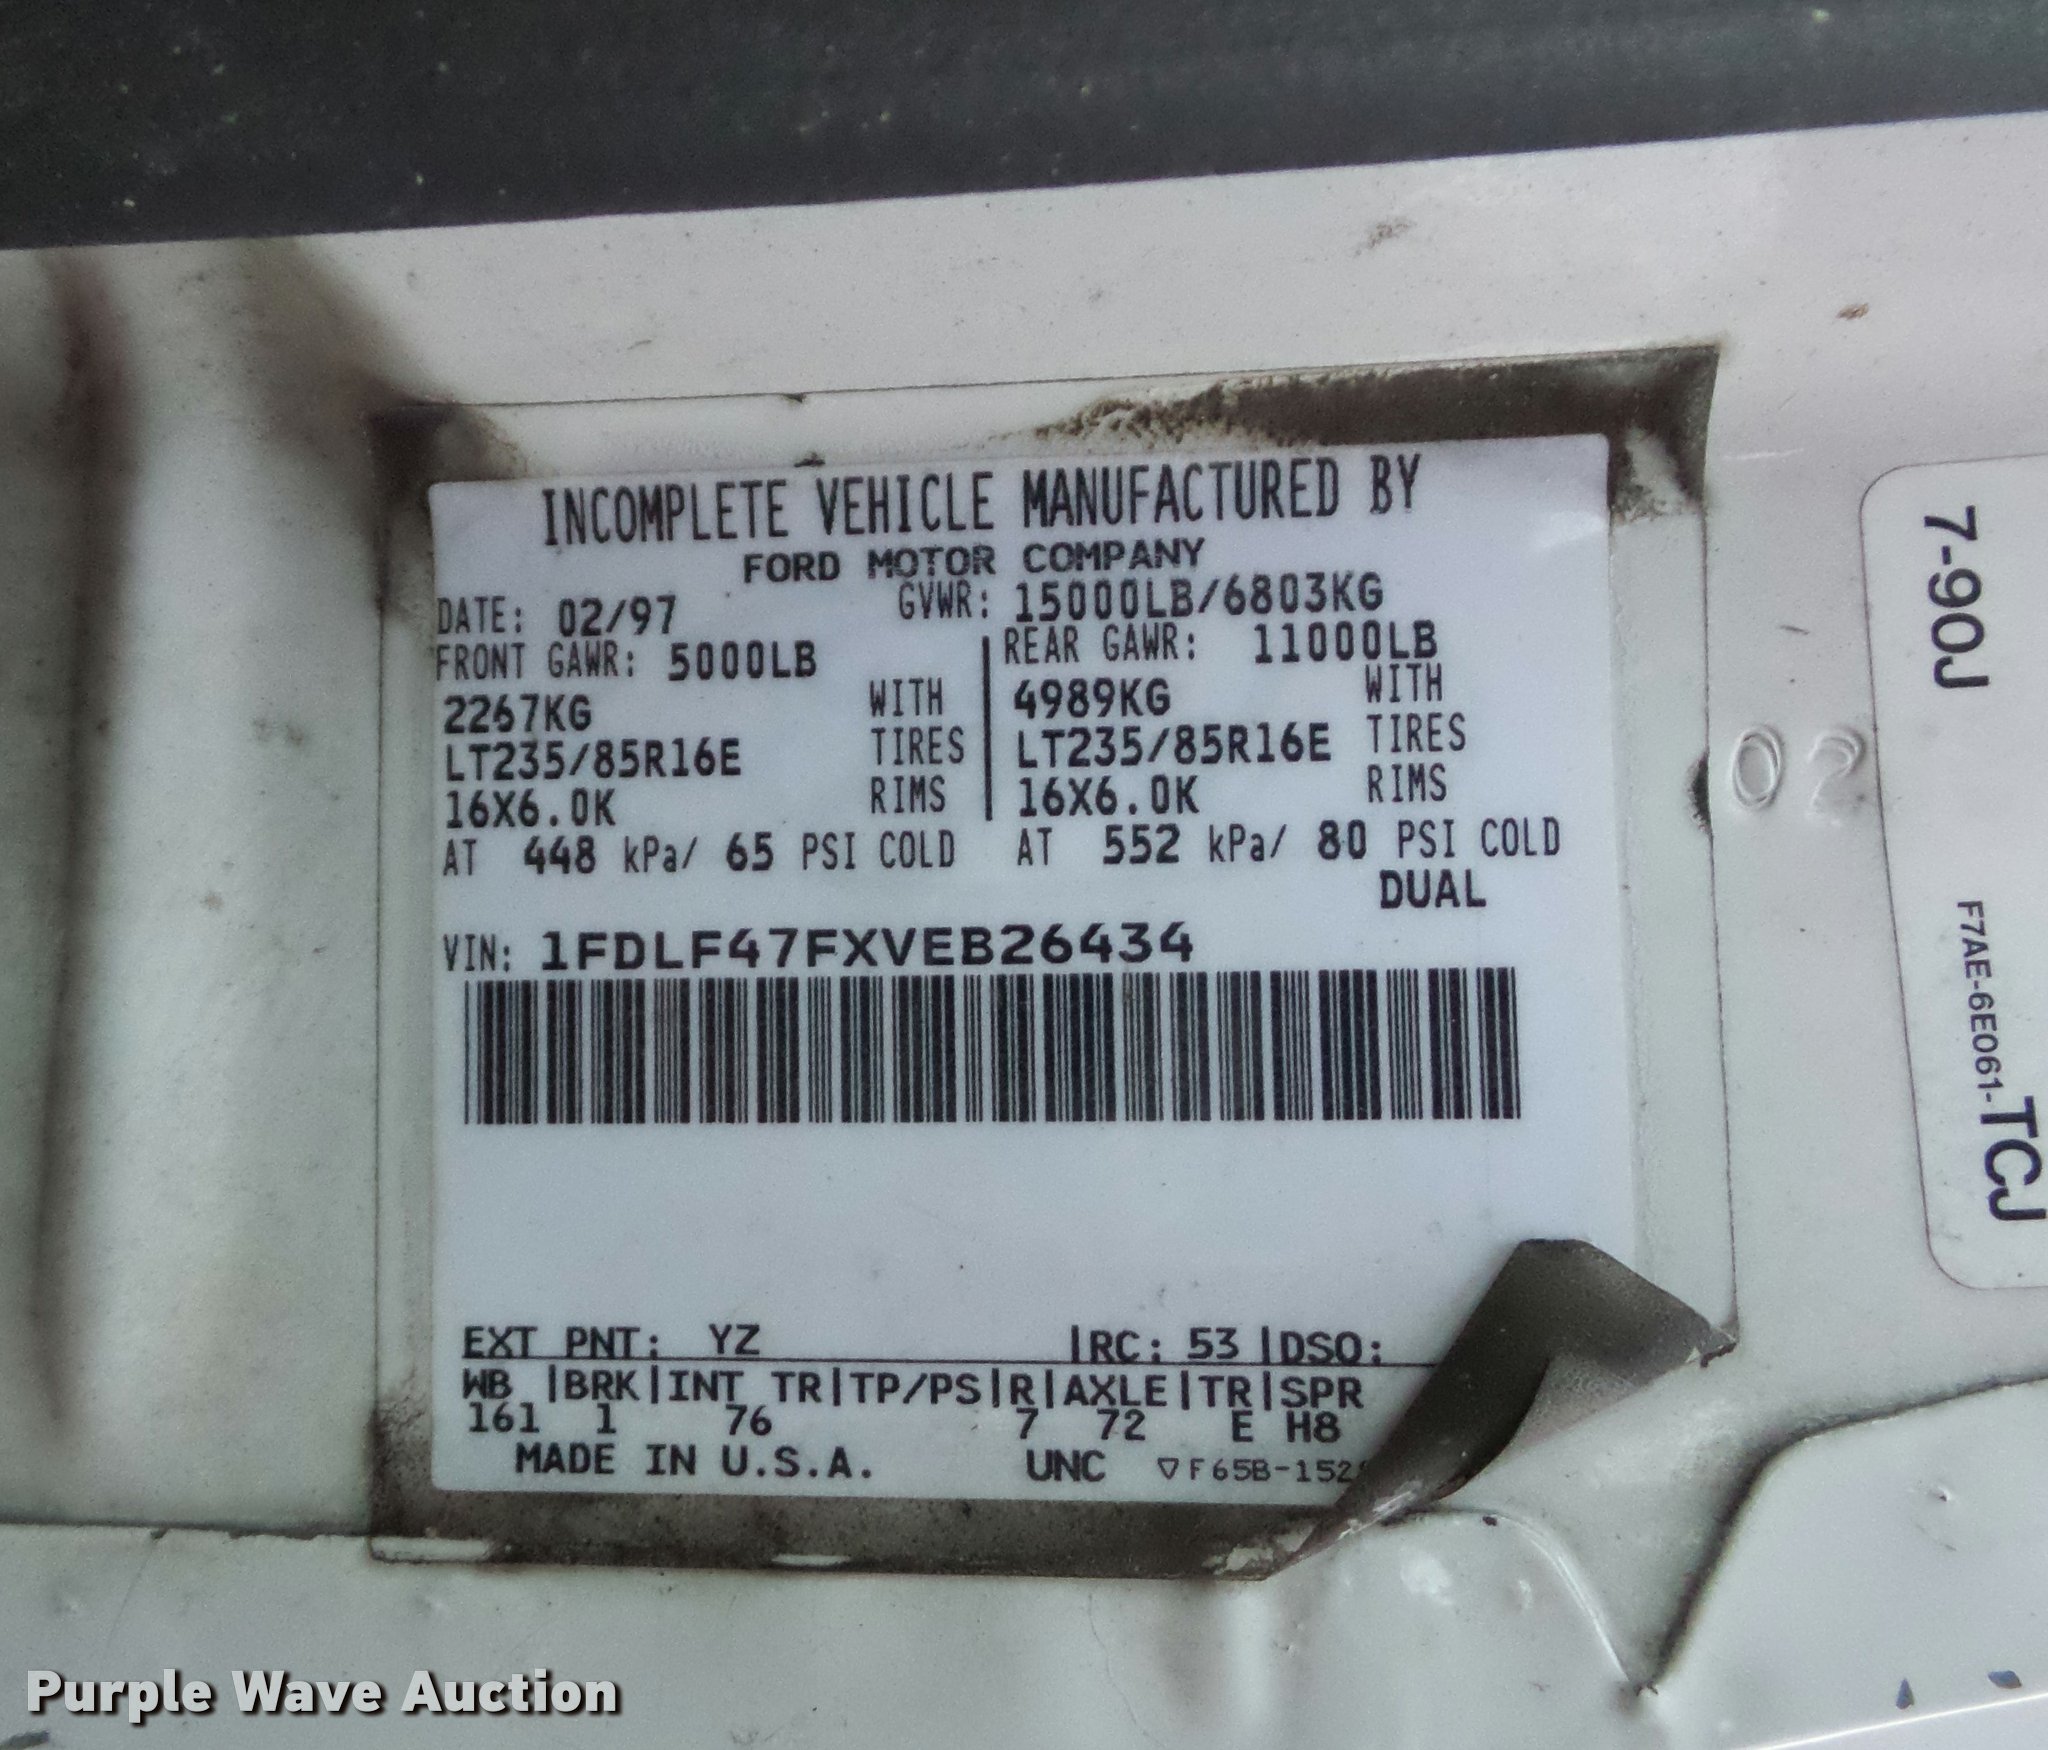 INCOMPLETE VEHICLE MANUFACTURED BY
FORD MOTOR COMPANY
DATE: 02/97 GVWR: 15000LB/6803KG
FRONT GAWR: 5000LB REAR GAWR: 11000LB
2267KG WITH 4989KG WITH
LT235/85R16E TIRES LT235/85R16E TIRES
16X6.0K RIMS 16X6.0K RIMS
AT 448 kPa/ 65 PSI COLD AT 552 kPa/ 80 PSI COLD
DUAL
VIN: 1FDLF47FXVEB26434
EXT PNT: YZ |RC: 53 |DSO:
WB |BRK|INT TR|TP/PS|R|AXLE|TR|SPR
161 1 76 7 72 E H8
MADE IN U.S.A. UNC ▽F65B-152
7-90J
F7AE-6E061-TCJ
02
Purple Wave Auction